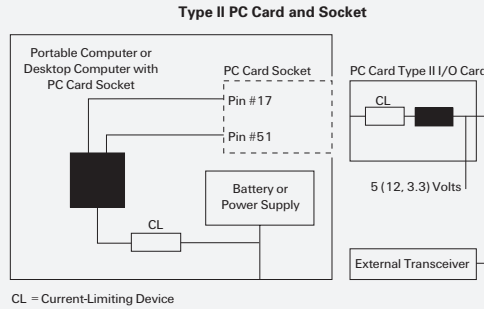 Type II PC Card and Socket
Portable Computer or
Desktop Computer with
PC Card Socket
PC Card Socket
Pin #17
Pin #51
Battery or
Power Supply
CL
PC Card Type II I/O Card
CL
5 (12, 3.3) Volts
External Transceiver
CL = Current-Limiting Device